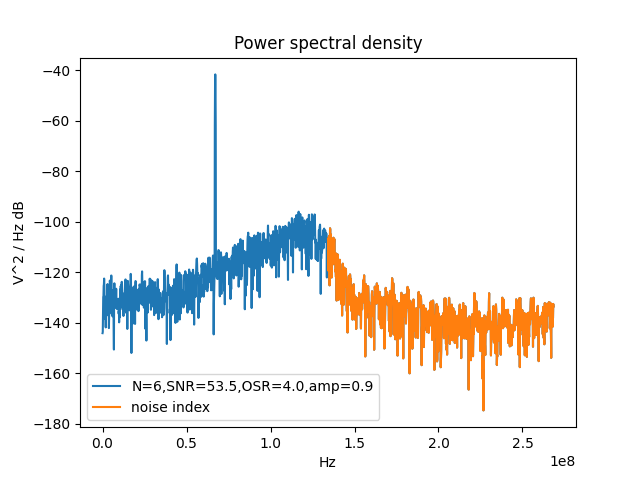 Power spectral density
V^2 / Hz dB
−40
−60
−80
−100
−120
−140
−160
−180
N=6,SNR=53.5,OSR=4.0,amp=0.9
noise index
0.0 0.5 1.0 1.5 2.0 2.5
Hz
1e8